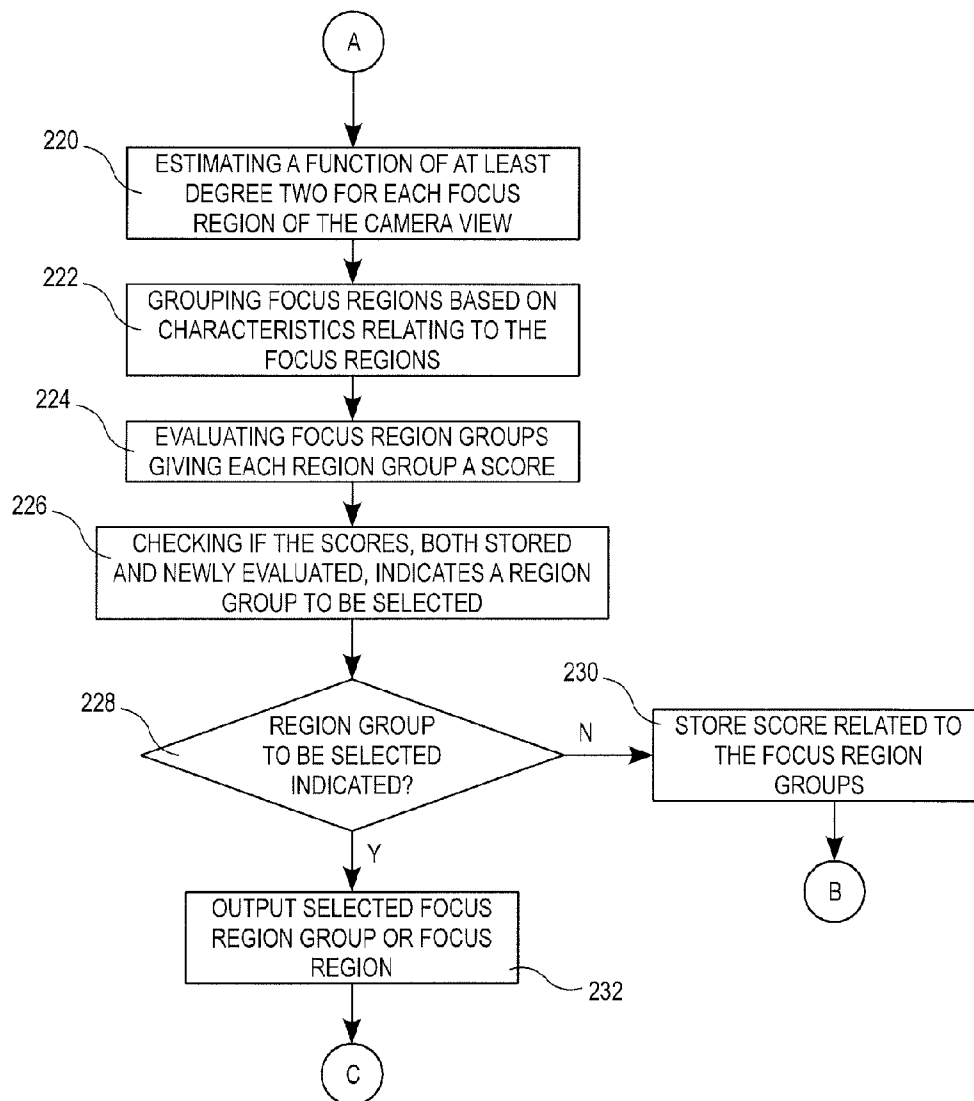 A
220
ESTIMATING A FUNCTION OF AT LEAST
DEGREE TWO FOR EACH FOCUS
REGION OF THE CAMERA VIEW
222
GROUPING FOCUS REGIONS BASED ON
CHARACTERISTICS RELATING TO THE
FOCUS REGIONS
224
EVALUATING FOCUS REGION GROUPS
GIVING EACH REGION GROUP A SCORE
226
CHECKING IF THE SCORES, BOTH STORED
AND NEWLY EVALUATED, INDICATES A REGION
GROUP TO BE SELECTED
228
REGION GROUP
TO BE SELECTED
INDICATED?
N
230
STORE SCORE RELATED TO
THE FOCUS REGION
GROUPS
B
Y
OUTPUT SELECTED FOCUS
REGION GROUP OR FOCUS
REGION
232
C